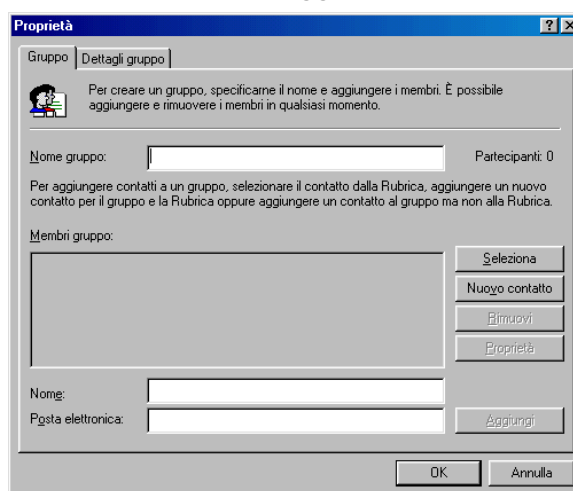 Proprietà
Gruppo Dettagli gruppo
Per creare un gruppo, specificarne il nome e aggiungere i membri. È possibile
aggiungere e rimuovere i membri in qualsiasi momento.
Nome gruppo: Partecipanti: 0
Per aggiungere contatti a un gruppo, selezionare il contatto dalla Rubrica, aggiungere un nuovo
contatto per il gruppo e la Rubrica oppure aggiungere un contatto al gruppo ma non alla Rubrica.
Membri gruppo:
Seleziona
Nuovo contatto
Rimuovi
Proprietà
Nome:
Posta elettronica: Aggiungi
OK Annulla